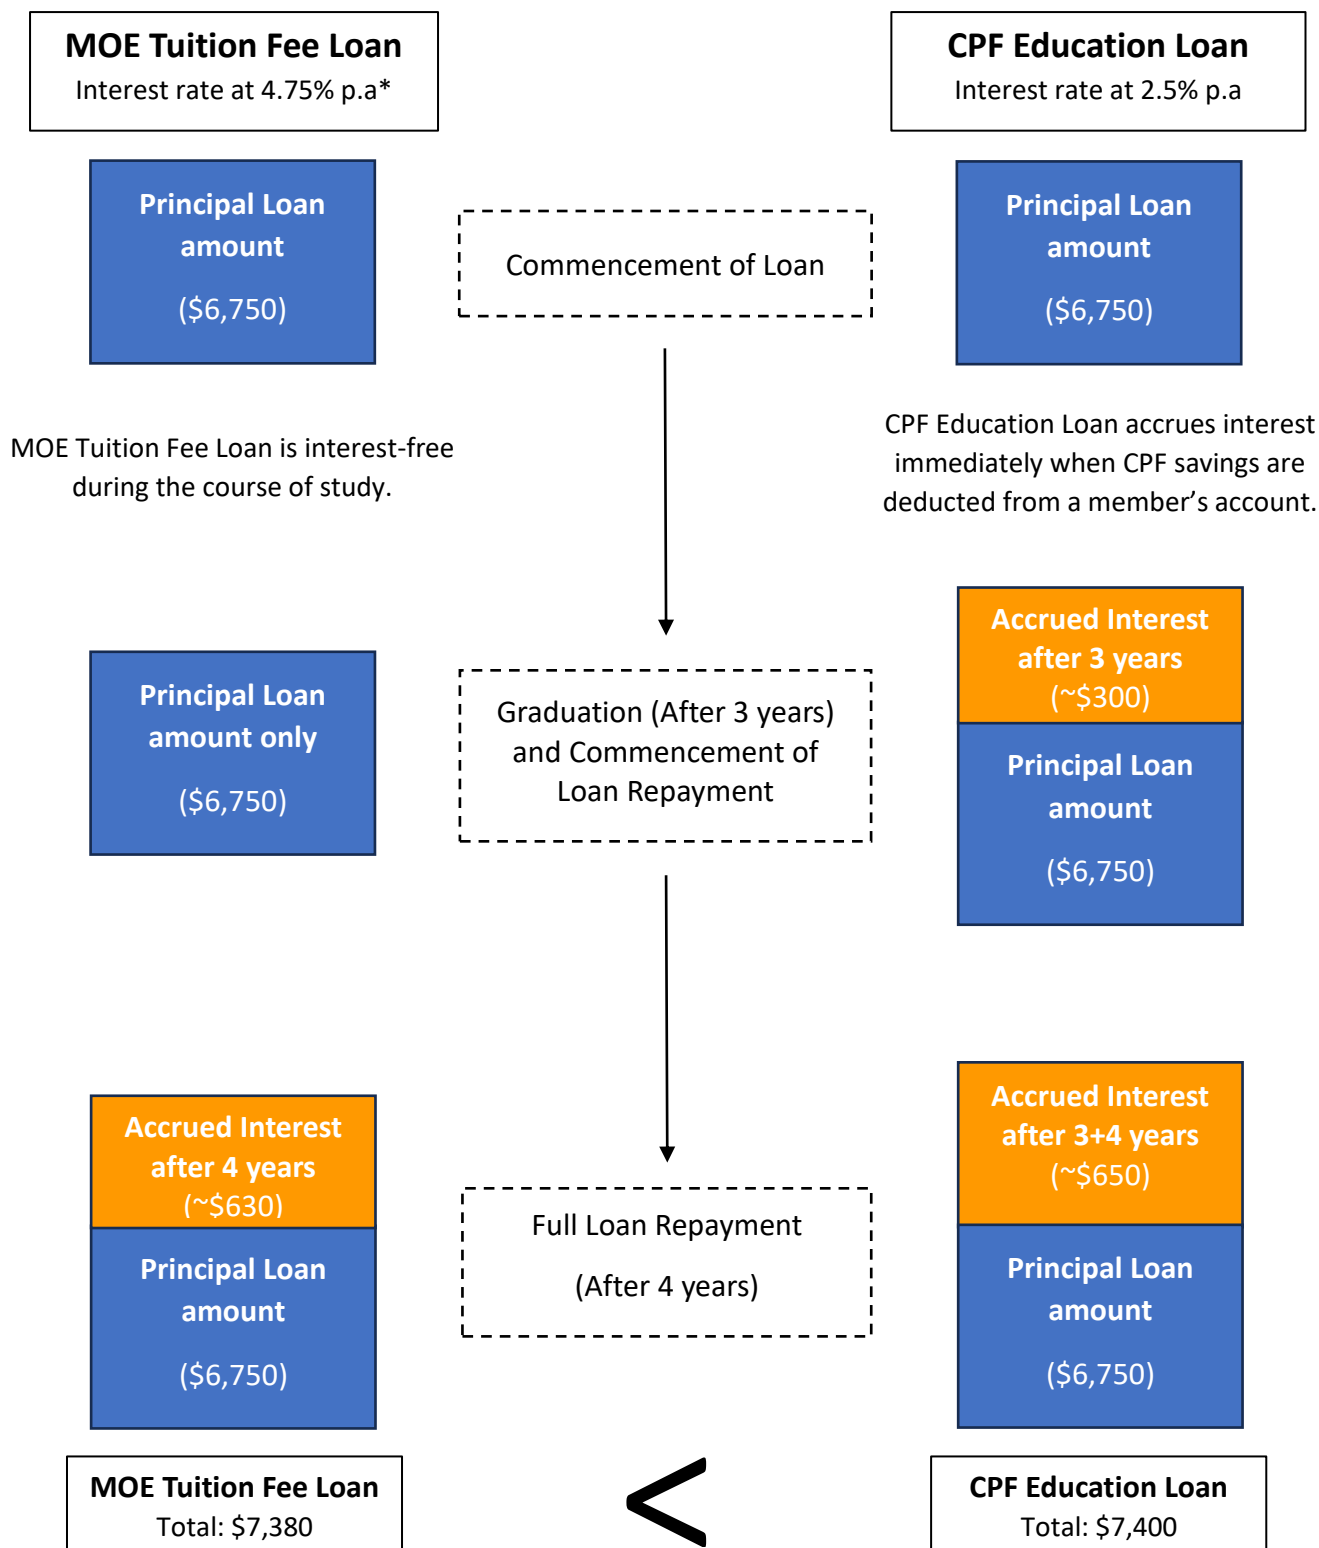 MOE Tuition Fee Loan
Interest rate at 4.75% p.a*
CPF Education Loan
Interest rate at 2.5% p.a
Principal Loan
amount
($6,750)
Commencement of Loan
Principal Loan
amount
($6,750)
MOE Tuition Fee Loan is interest-free
during the course of study.
CPF Education Loan accrues interest
immediately when CPF savings are
deducted from a member’s account.
Principal Loan
amount only
($6,750)
Graduation (After 3 years)
and Commencement of
Loan Repayment
Accrued Interest
after 3 years
(~$300)
Principal Loan
amount
($6,750)
Accrued Interest
after 4 years
(~$630)
Principal Loan
amount
($6,750)
Full Loan Repayment
(After 4 years)
Accrued Interest
after 3+4 years
(~$650)
Principal Loan
amount
($6,750)
MOE Tuition Fee Loan
Total: $7,380
<
CPF Education Loan
Total: $7,400